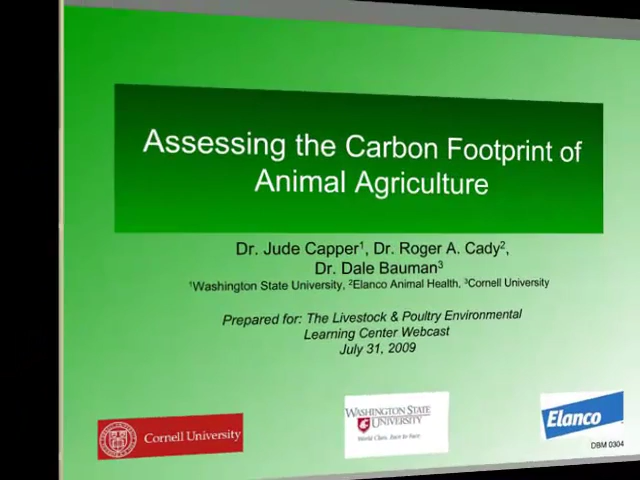 Assessing the Carbon Footprint of
Animal Agriculture
Dr. Jude Capper¹, Dr. Roger A. Cady²,
Dr. Dale Bauman³
¹Washington State University, ²Elanco Animal Health, ³Cornell University
Prepared for: The Livestock & Poultry Environmental
Learning Center Webcast
July 31, 2009
Cornell University
WASHINGTON STATE
UNIVERSITY
World Class. Face to Face.
Elanco
DBM 0304